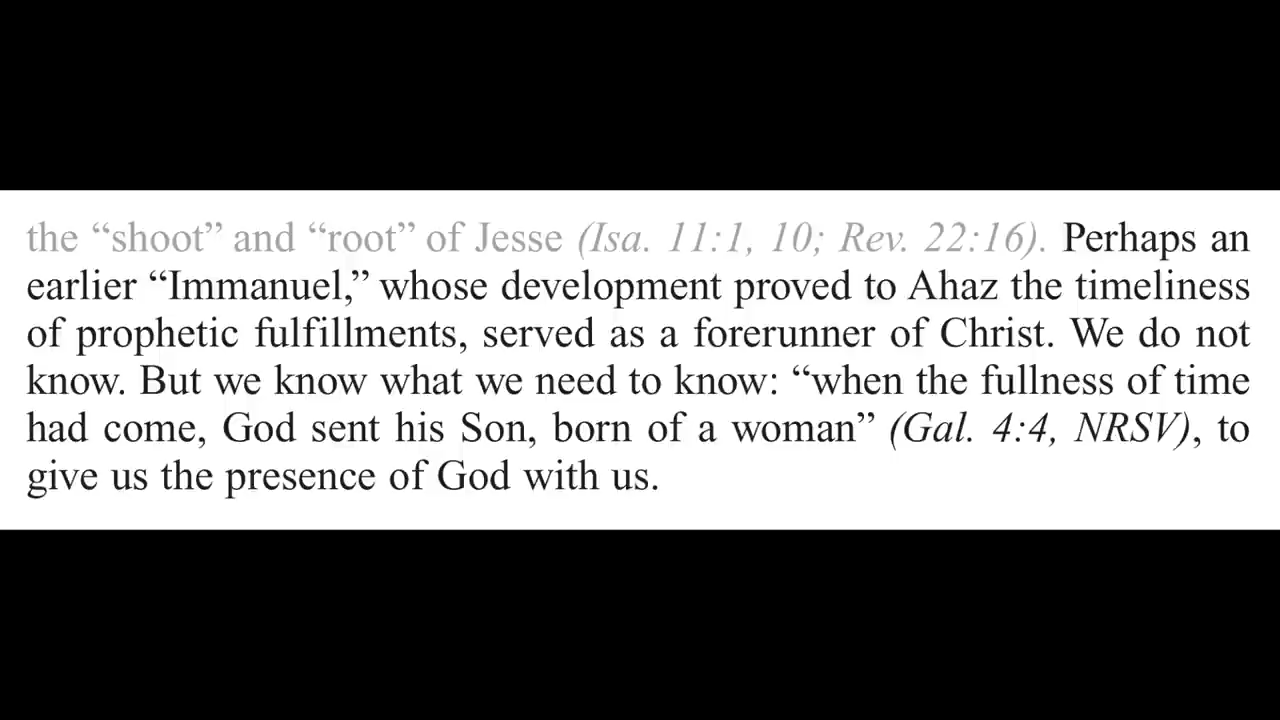 the “shoot” and “root” of Jesse (Isa. 11:1, 10; Rev. 22:16). Perhaps an
earlier “Immanuel,” whose development proved to Ahaz the timeliness
of prophetic fulfillments, served as a forerunner of Christ. We do not
know. But we know what we need to know: “when the fullness of time
had come, God sent his Son, born of a woman” (Gal. 4:4, NRSV), to
give us the presence of God with us.